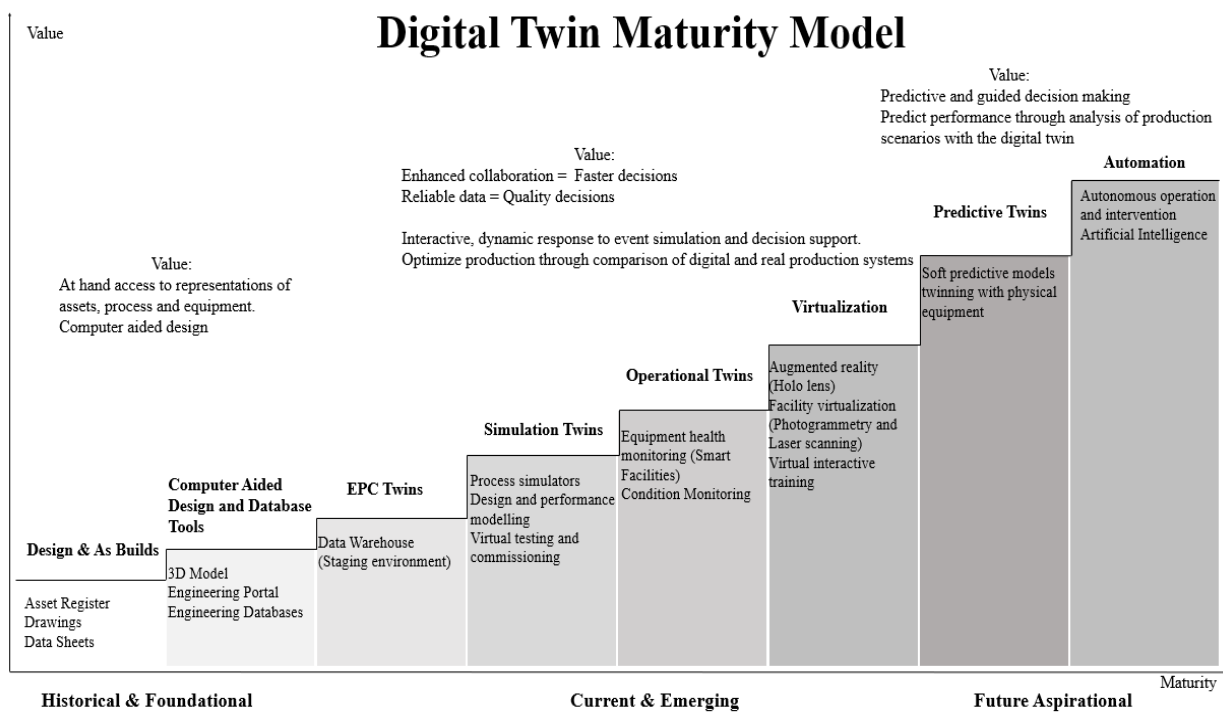 Digital Twin Maturity Model
Value
Value:
Predictive and guided decision making
Predict performance through analysis of production
scenarios with the digital twin
Value:
Enhanced collaboration = Faster decisions
Reliable data = Quality decisions
Interactive, dynamic response to event simulation and decision support.
Optimize production through comparison of digital and real production systems
Value:
At hand access to representations of
assets, process and equipment.
Computer aided design
Design & As Builds
Asset Register
Drawings
Data Sheets
Computer Aided
Design and Database
Tools
3D Model
Engineering Portal
Engineering Databases
EPC Twins
Data Warehouse
(Staging environment)
Simulation Twins
Process simulators
Design and performance
modelling
Virtual testing and
commissioning
Operational Twins
Equipment health
monitoring (Smart
Facilities)
Condition Monitoring
Virtualization
Augmented reality
(Holo lens)
Facility virtualization
(Photogrammetry and
Laser scanning)
Virtual interactive
training
Predictive Twins
Soft predictive models
twinning with physical
equipment
Automation
Autonomous operation
and intervention
Artificial Intelligence
Maturity
Historical & Foundational
Current & Emerging
Future Aspirational